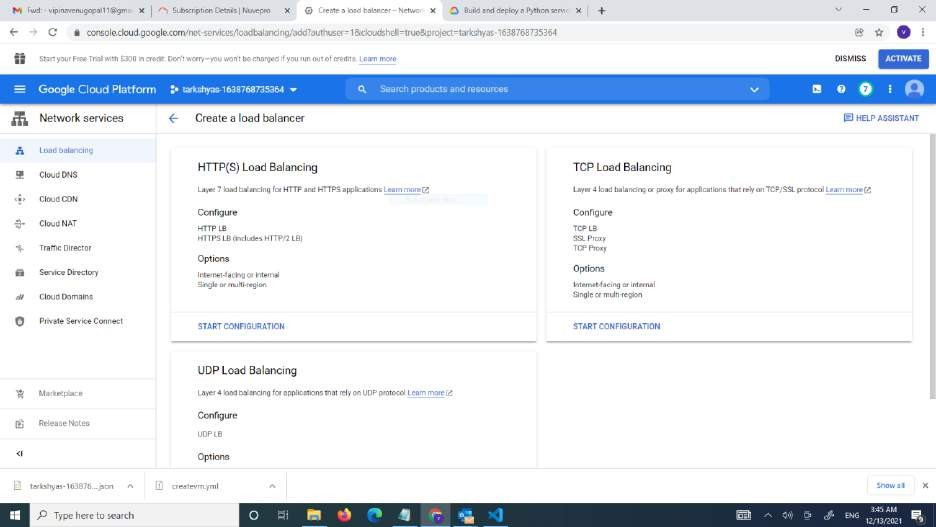 Fwd: - vipinavenugopal11@gma
Subscription Details | Nuvepro
Create a load balancer – Network
Build and deploy a Python servic
console.cloud.google.com/net-services/loadbalancing/add?authuser=1&cloudshell=true&project=tarkshyas-1638768735364
V
Start your Free Trial with $300 in credit. Don't worry—you won't be charged if you run out of credits. Learn more
DISMISS
ACTIVATE
Google Cloud Platform
tarkshyas-1638768735364
Search products and resources
7
Network services
Create a load balancer
HELP ASSISTANT
Load balancing
Cloud DNS
Cloud CDN
Cloud NAT
Traffic Director
Service Directory
Cloud Domains
Private Service Connect
Marketplace
Release Notes
HTTP(S) Load Balancing
Layer 7 load balancing for HTTP and HTTPS applications Learn more
Configure
HTTP LB
HTTPS LB (includes HTTP/2 LB)
Options
Internet-facing or internal
Single or multi-region
START CONFIGURATION
TCP Load Balancing
Layer 4 load balancing or proxy for applications that rely on TCP/SSL protocol Learn more
Configure
TCP LB
SSL Proxy
TCP Proxy
Options
Internet-facing or internal
Single or multi-region
START CONFIGURATION
UDP Load Balancing
Layer 4 load balancing for applications that rely on UDP protocol Learn more
Configure
UDP LB
Options
tarkshyas-163876....json
createvm.yml
Show all
Type here to search
ENG
3:45 AM
12/13/2021
9